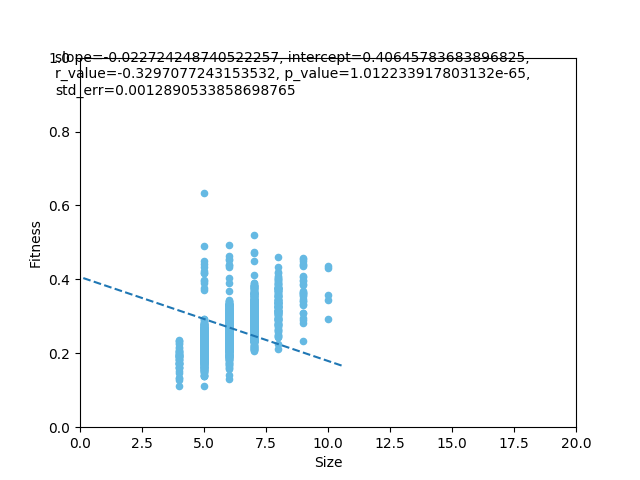 slope=-0.022724248740522257, intercept=0.40645783683896825,
r_value=-0.3297077243153532, p_value=1.012233917803132e-65,
std_err=0.0012890533858698765
1.0
0.8
0.6
0.4
0.2
0.0
Fitness
0.0 2.5 5.0 7.5 10.0 12.5 15.0 17.5 20.0
Size